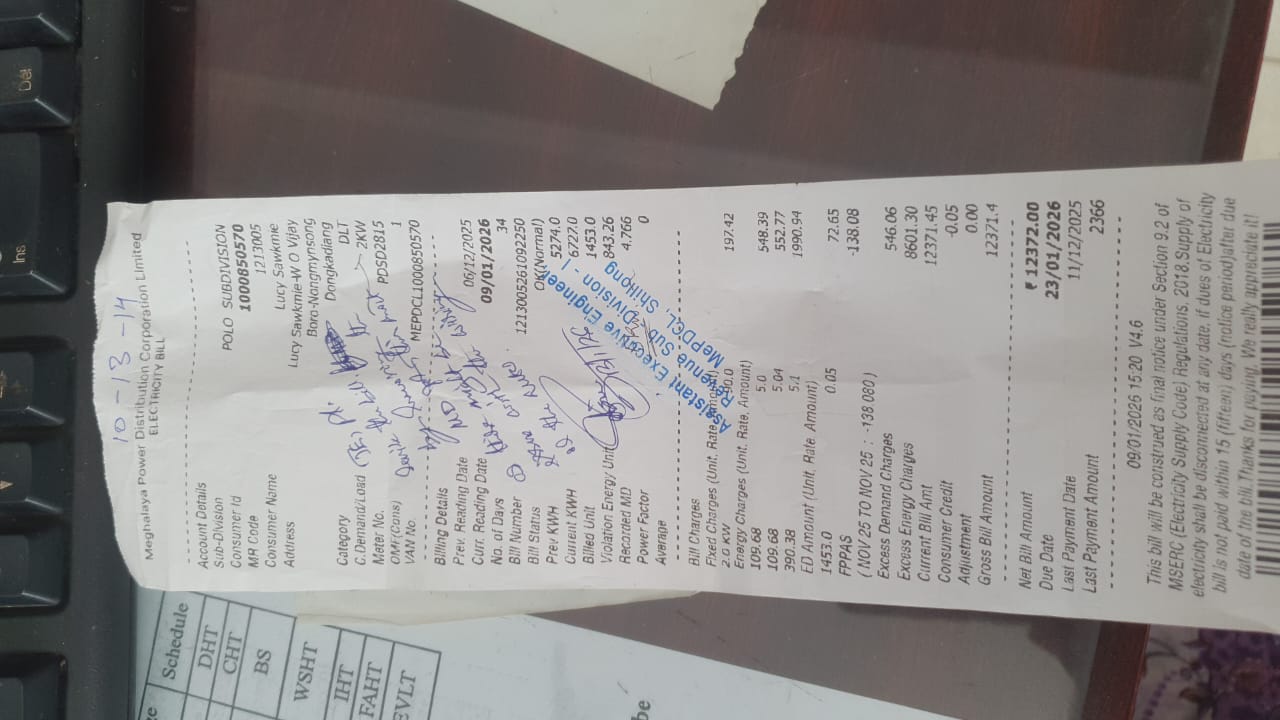 10-13-14
Meghalaya Power Distribution Corporation Limited
ELECTRICITY BILL
Account Details
Sub-Division POLO SUBDIVISION
Consumer Id 1000850570
MR Code 1213005
Consumer Name Lucy Sawkmie
Address Lucy Sawkmie W O Vijay
Boro-Nongmynsong
Dongkadiang
Category DLT
C.Demand/Load 2KW
Meter No. PDSD2815
OMF(Cons) 1
VAN No. MEPDCL1000850570
Billing Details
Prev. Reading Date 06/12/2025
Curr. Reading Date 09/01/2026
No. of Days 34
Bill Number 1213005261092250
Bill Status OK(Normal)
Prev KWH 5274.0
Current KWH 6727.0
Billed Unit 1453.0
Violation Energy Unit 843.26
Recorded MD 4.766
Power Factor
Average 0
Assistant Executive Engineer
Revenue Sub-Division - I
MePDCL, Shillong
Bill Charges
Fixed Charges (Unit, Rate, Amount)
2.0 KW 90.0 197.42
Energy Charges (Unit, Rate, Amount)
109.68 5.0 548.39
109.68 5.04 552.77
390.38 5.1 1990.94
ED Amount (Unit, Rate Amount)
1453.0 0.05 72.65
FPPAS -138.08
( NOV 25 TO NOV 25 : -138.080 )
Excess Demand Charges 546.06
Excess Energy Charges 8601.30
Current Bill Amt 12371.45
Consumer Credit -0.05
Adjustment 0.00
Gross Bill Amount 12371.4
Net Bill Amount ₹ 12372.00
Due Date 23/01/2026
Last Payment Date 11/12/2025
Last Payment Amount 2366
09/01/2026 15:20 V4.6
This bill will be construed as final notice under Section 9.2 of
MSERC (Electricity Supply Code) Regulations, 2018.Supply of
electricity shall be disconnected at any date, if dues of Electricity
bill is not paid within 15 (fifteen) days (notice period)after due
date of the bill.Thanks for paying. We really appreciate it!
Schedule
DHT
CHT
BS
WSHT
IHT
FAHT
EVLT
be
Del
Ins